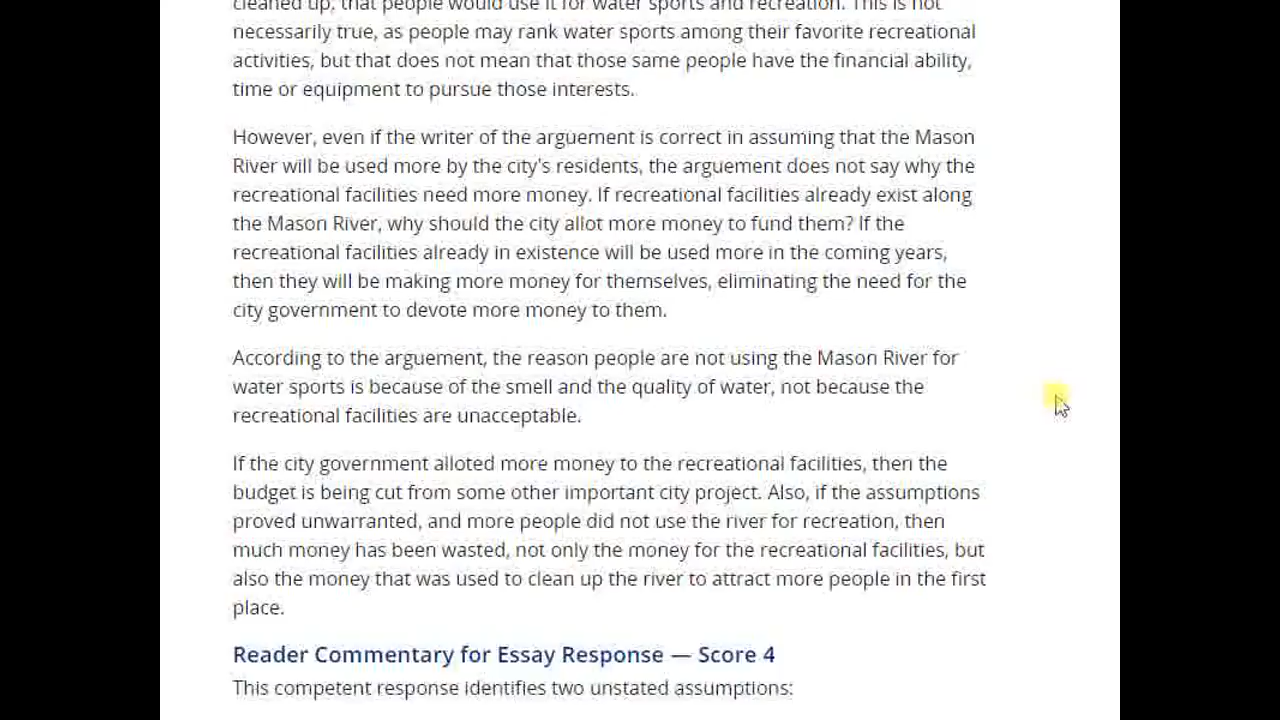 cleaned up, that people would use it for water sports and recreation. This is not
necessarily true, as people may rank water sports among their favorite recreational
activities, but that does not mean that those same people have the financial ability,
time or equipment to pursue those interests.
However, even if the writer of the arguement is correct in assuming that the Mason
River will be used more by the city's residents, the arguement does not say why the
recreational facilities need more money. If recreational facilities already exist along
the Mason River, why should the city allot more money to fund them? If the
recreational facilities already in existence will be used more in the coming years,
then they will be making more money for themselves, eliminating the need for the
city government to devote more money to them.
According to the arguement, the reason people are not using the Mason River for
water sports is because of the smell and the quality of water, not because the
recreational facilities are unacceptable.
If the city government alloted more money to the recreational facilities, then the
budget is being cut from some other important city project. Also, if the assumptions
proved unwarranted, and more people did not use the river for recreation, then
much money has been wasted, not only the money for the recreational facilities, but
also the money that was used to clean up the river to attract more people in the first
place.
Reader Commentary for Essay Response — Score 4
This competent response identifies two unstated assumptions: